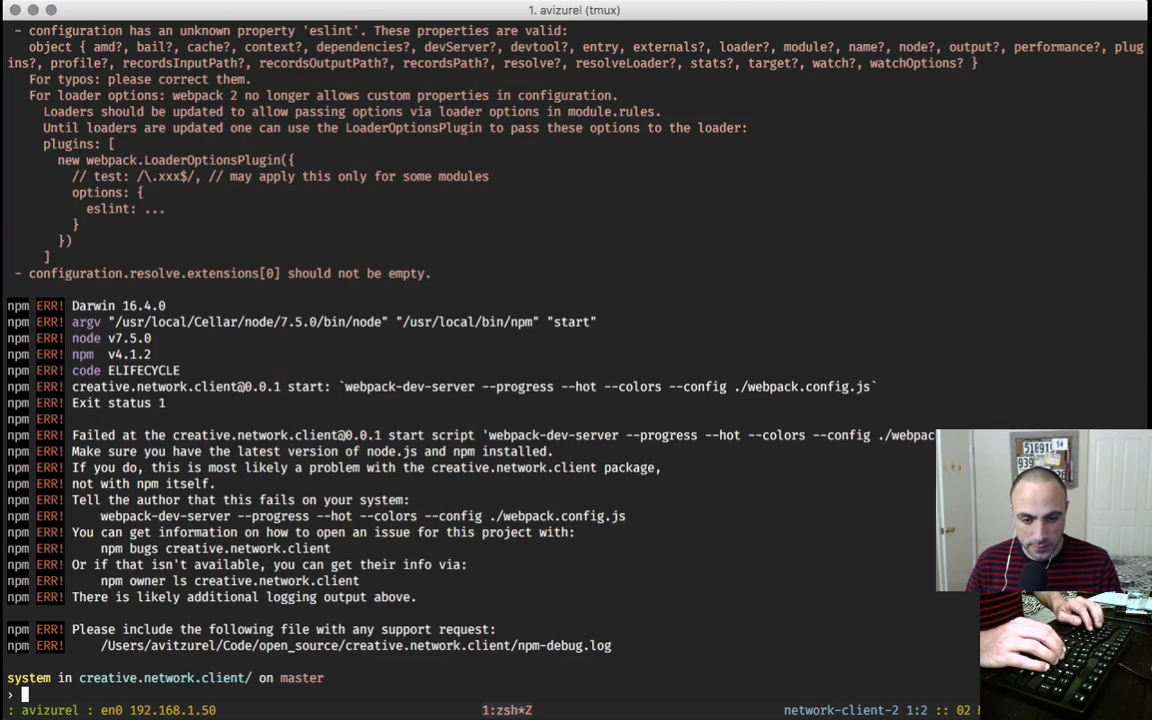 1. avizurel (tmux)
- configuration has an unknown property 'eslint'. These properties are valid:
object { amd?, bail?, cache?, context?, dependencies?, devServer?, devtool?, entry, externals?, loader?, module?, name?, node?, output?, performance?, plug
ins?, profile?, recordsInputPath?, recordsOutputPath?, recordsPath?, resolve?, resolveLoader?, stats?, target?, watch?, watchOptions? }
For typos: please correct them.
For loader options: webpack 2 no longer allows custom properties in configuration.
Loaders should be updated to allow passing options via loader options in module.rules.
Until loaders are updated one can use the LoaderOptionsPlugin to pass these options to the loader:
plugins: [
new webpack.LoaderOptionsPlugin({
// test: /\.xxx$/, // may apply this only for some modules
options: {
eslint: ...
}
})
]
- configuration.resolve.extensions[0] should not be empty.
npm ERR! Darwin 16.4.0
npm ERR! argv "/usr/local/Cellar/node/7.5.0/bin/node" "/usr/local/bin/npm" "start"
npm ERR! node v7.5.0
npm ERR! npm  v4.1.2
npm ERR! code ELIFECYCLE
npm ERR! creative.network.client@0.0.1 start: `webpack-dev-server --progress --hot --colors --config ./webpack.config.js`
npm ERR! Exit status 1
npm ERR!
npm ERR! Failed at the creative.network.client@0.0.1 start script 'webpack-dev-server --progress --hot --colors --config ./webpac
npm ERR! Make sure you have the latest version of node.js and npm installed.
npm ERR! If you do, this is most likely a problem with the creative.network.client package,
npm ERR! not with npm itself.
npm ERR! Tell the author that this fails on your system:
npm ERR!     webpack-dev-server --progress --hot --colors --config ./webpack.config.js
npm ERR! You can get information on how to open an issue for this project with:
npm ERR!     npm bugs creative.network.client
npm ERR! Or if that isn't available, you can get their info via:
npm ERR!     npm owner ls creative.network.client
npm ERR! There is likely additional logging output above.
npm ERR! Please include the following file with any support request:
npm ERR!     /Users/avitzurel/Code/open_source/creative.network.client/npm-debug.log
system in creative.network.client/ on master
›
: avizurel : en0 192.168.1.50 1:zsh*Z network-client-2 1:2 :: 02